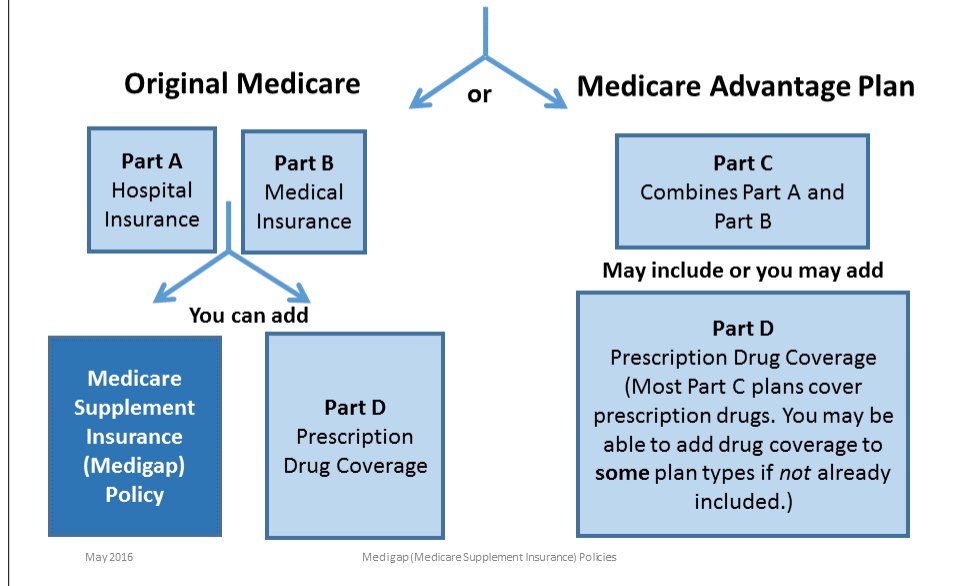 Original Medicare
or
Medicare Advantage Plan
Part A
Hospital
Insurance
Part B
Medical
Insurance
Part C
Combines Part A and
Part B
You can add
May include or you may add
Medicare
Supplement
Insurance
(Medigap)
Policy
Part D
Prescription
Drug Coverage
Part D
Prescription Drug Coverage
(Most Part C plans cover
prescription drugs. You may be
able to add drug coverage to
some plan types if not already
included.)
May 2016
Medigap (Medicare Supplement Insurance) Policies